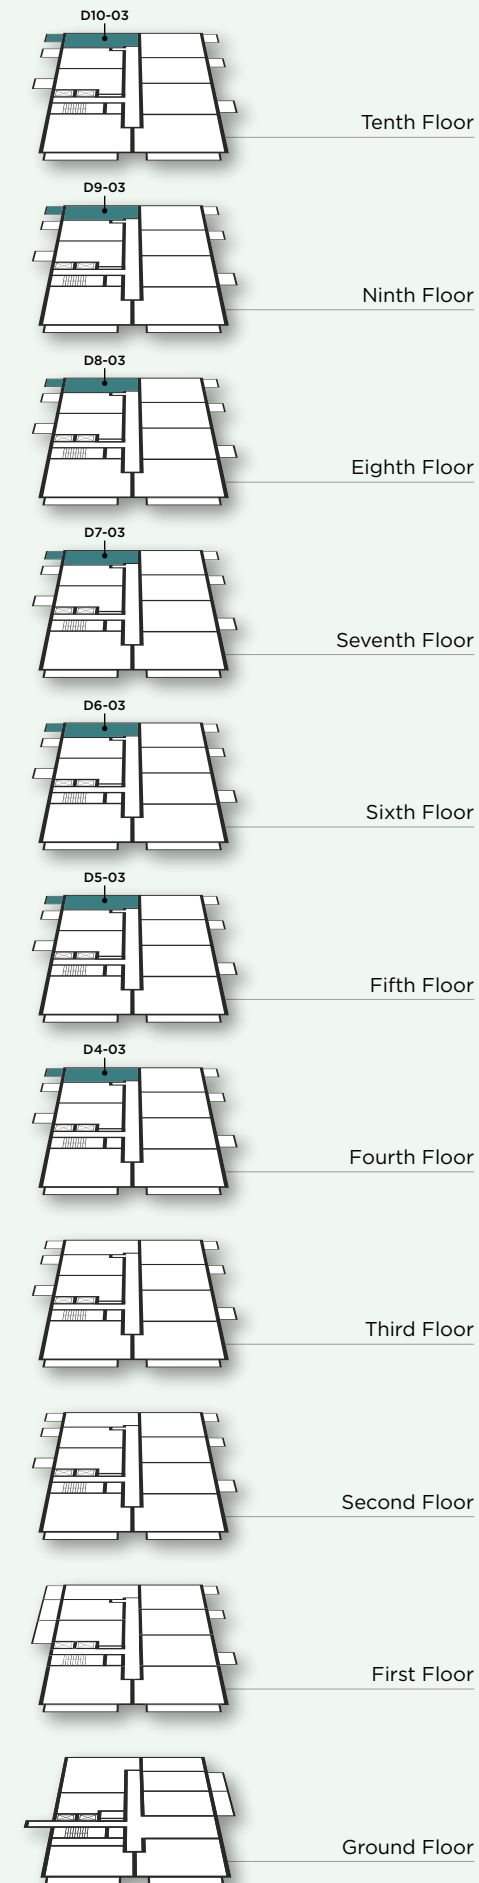 D10-03
Tenth Floor
D9-03
Ninth Floor
D8-03
Eighth Floor
D7-03
Seventh Floor
D6-03
Sixth Floor
D5-03
Fifth Floor
D4-03
Fourth Floor
Third Floor
Second Floor
First Floor
Ground Floor